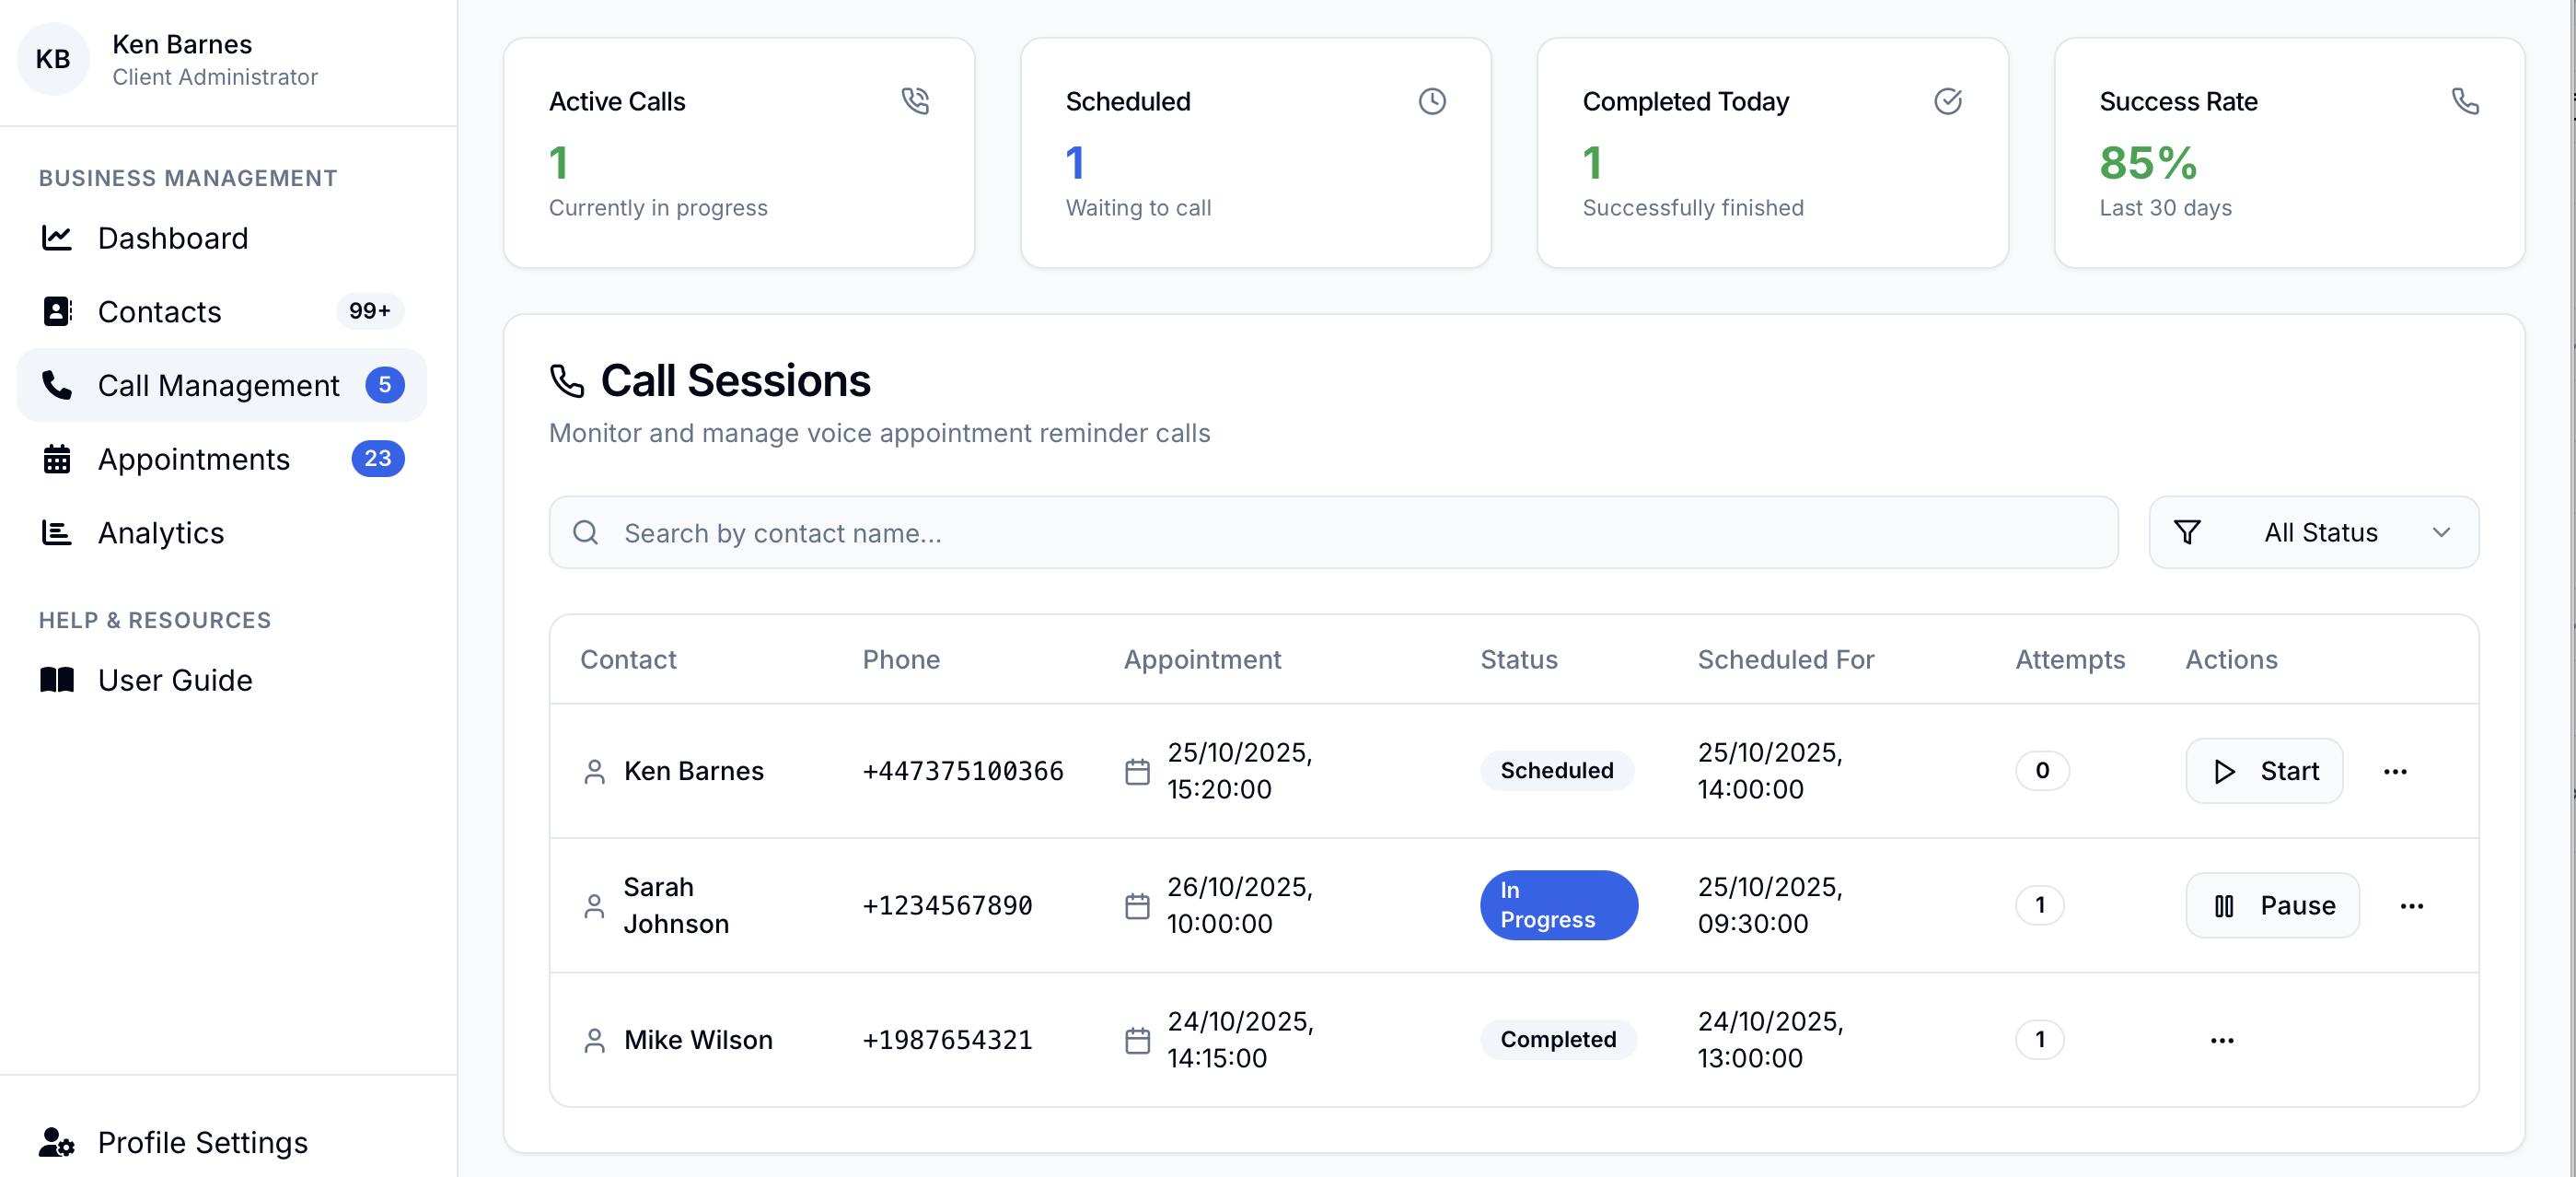 KB
Ken Barnes
Client Administrator
BUSINESS MANAGEMENT
Dashboard
Contacts 99+
Call Management 5
Appointments 23
Analytics
HELP & RESOURCES
User Guide
Profile Settings
Active Calls
1
Currently in progress
Scheduled
1
Waiting to call
Completed Today
1
Successfully finished
Success Rate
85%
Last 30 days
Call Sessions
Monitor and manage voice appointment reminder calls
Search by contact name...
All Status
Contact Phone Appointment Status Scheduled For Attempts Actions
Ken Barnes +447375100366 25/10/2025, 15:20:00 Scheduled 25/10/2025, 14:00:00 0 Start ...
Sarah Johnson +1234567890 26/10/2025, 10:00:00 In Progress 25/10/2025, 09:30:00 1 Pause ...
Mike Wilson +1987654321 24/10/2025, 14:15:00 Completed 24/10/2025, 13:00:00 1 ...